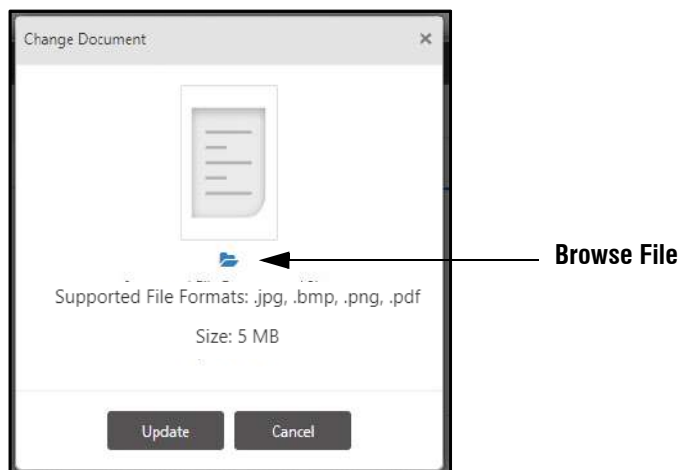 Change Document
Browse File
Supported File Formats: .jpg, .bmp, .png, .pdf
Size: 5 MB
Update
Cancel